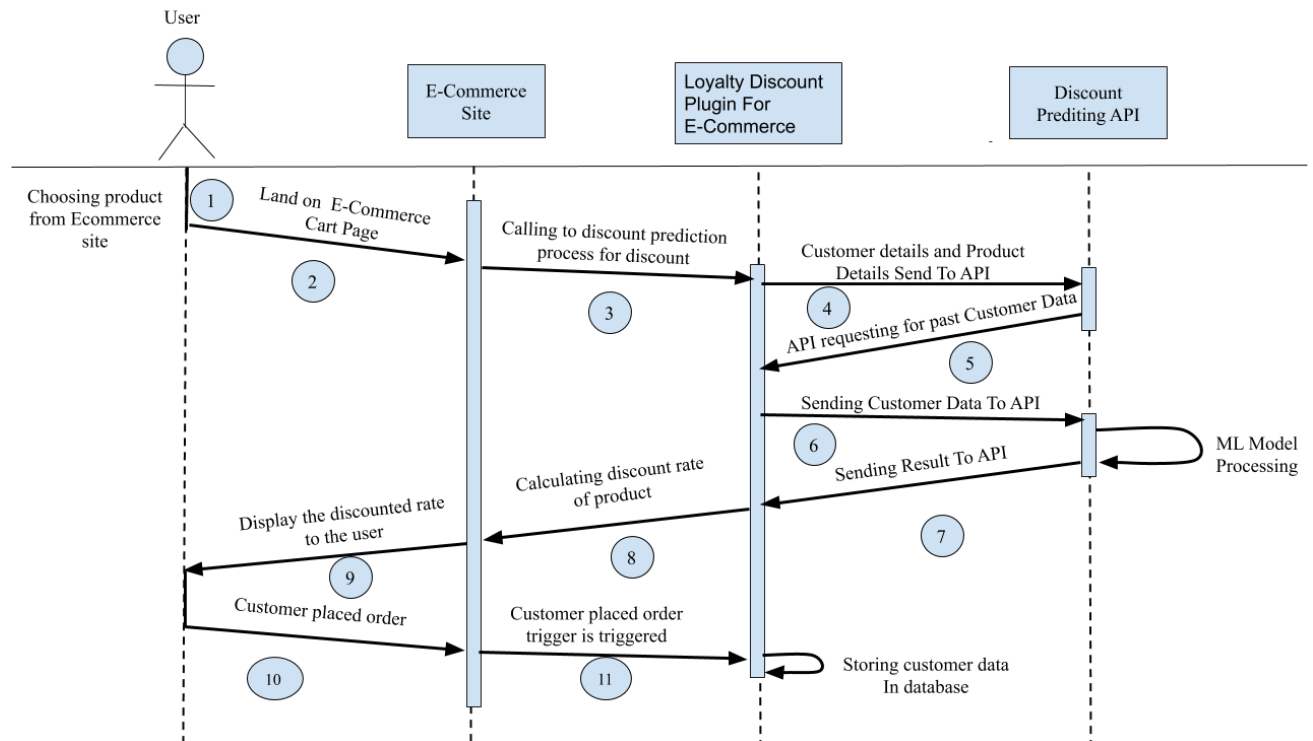 User
E-Commerce
Site
Loyalty Discount
Plugin For
E-Commerce
Discount
Prediting API
Choosing product
from Ecommerce
site
1
Land on E-Commerce
Cart Page
2
Calling to discount prediction
process for discount
3
Customer details and Product
Details Send To API
4
API requesting for past Customer Data
5
Sending Customer Data To API
6
ML Model
Processing
Sending Result To API
7
Calculating discount rate
of product
8
Display the discounted rate
to the user
9
Customer placed order
10
Customer placed order
trigger is triggered
11
Storing customer data
In database